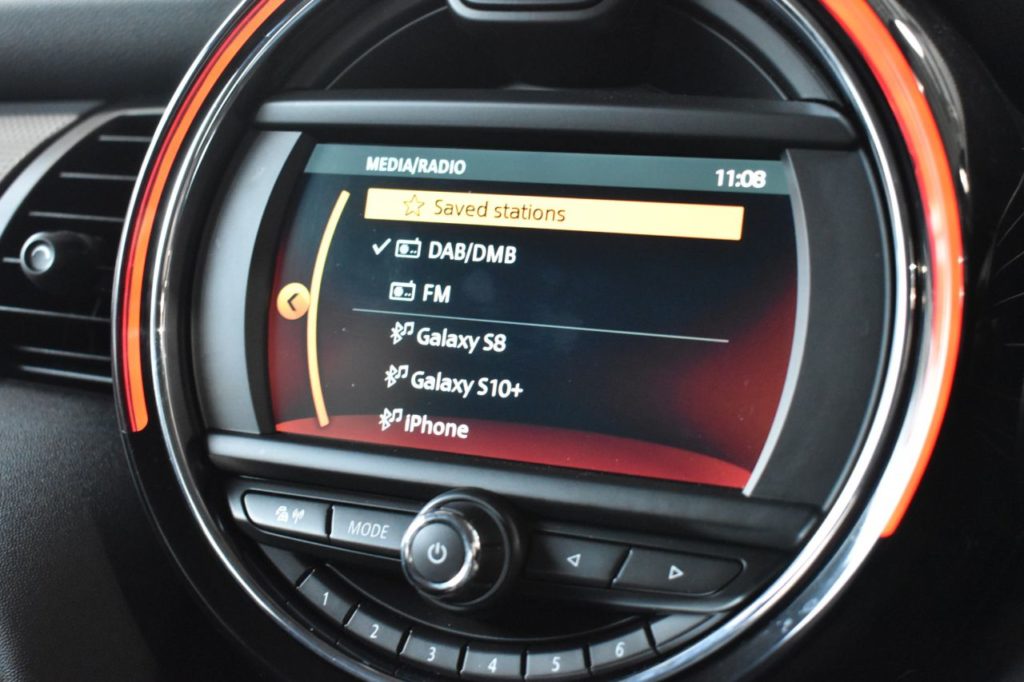 MEDIA/RADIO 11:08
Saved stations
DAB/DMB
FM
Galaxy S8
Galaxy S10+
iPhone
MODE
1 2 3 4 5 6